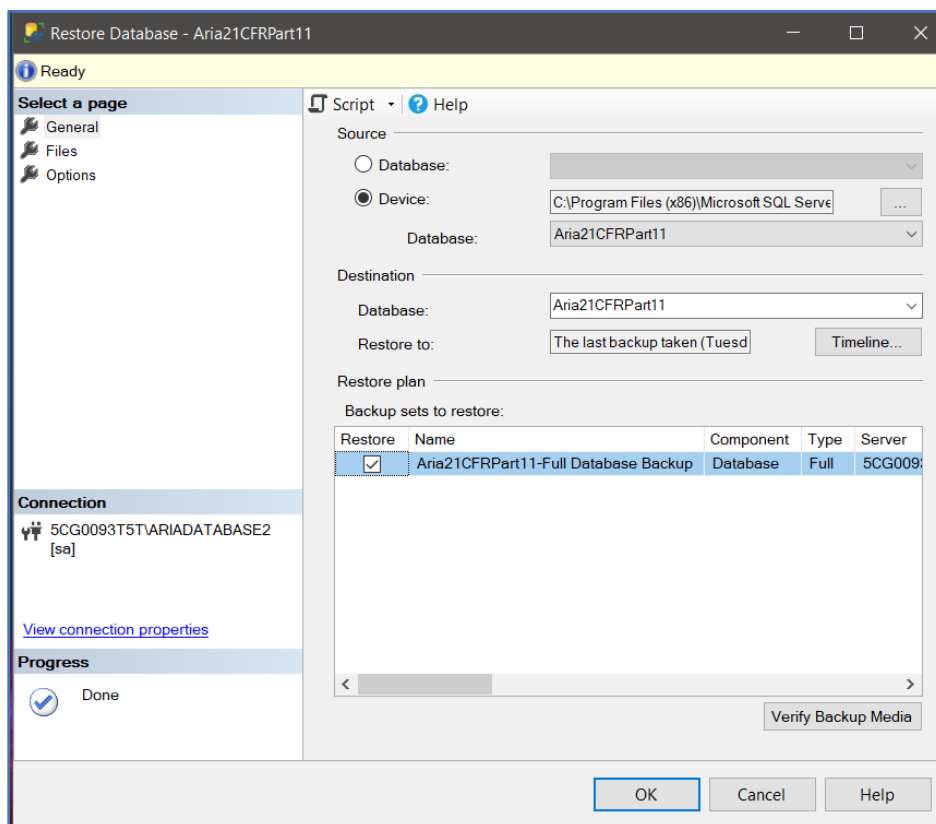 Restore Database - Aria21CFRPart11
Ready
Select a page
General
Files
Options
Script
Help
Source
Database:
Device:
C:\Program Files (x86)\Microsoft SQL Serve
...
Database:
Aria21CFRPart11
Destination
Database:
Aria21CFRPart11
Restore to:
The last backup taken (Tuesd
Timeline...
Restore plan
Backup sets to restore:
Restore Name Component Type Server
Aria21CFRPart11-Full Database Backup Database Full 5CG0093
Verify Backup Media
Connection
5CG0093T5T\ARIADATABASE2
[sa]
View connection properties
Progress
Done
OK Cancel Help